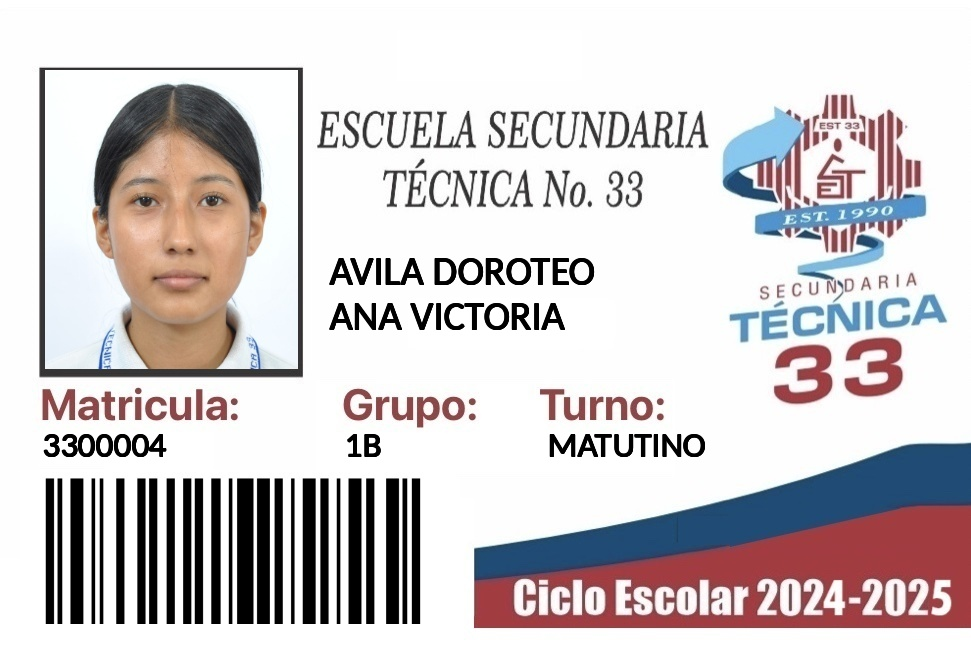 ESCUELA SECUNDARIA
TÉCNICA No. 33
EST 33
EST. 1990
SECUNDARIA
TÉCNICA
33
AVILA DOROTEO
ANA VICTORIA
Matricula:
Grupo:
Turno:
3300004
1B
MATUTINO
Ciclo Escolar 2024-2025